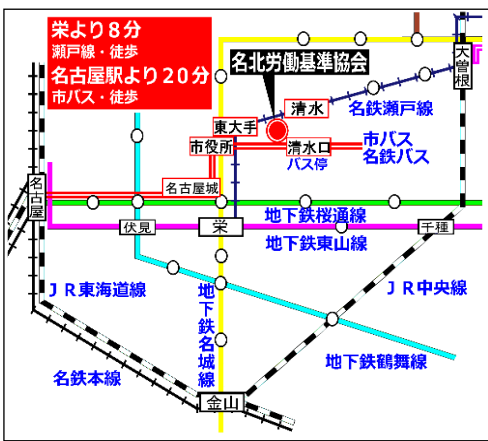 栄より8分
瀬戸線・徒歩
名古屋駅より20分
市バス・徒歩
名北労働基準協会
大曽根
清水
名鉄瀬戸線
東大手
市役所
清水口
バス停
市バス
名鉄バス
名古屋城
名古屋
地下鉄桜通線
伏見
栄
千種
地下鉄東山線
JR東海道線
地下鉄名城線
JR中央線
地下鉄鶴舞線
名鉄本線
金山